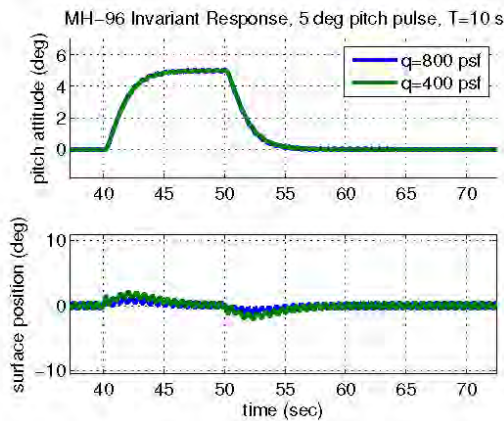 MH−96 Invariant Response, 5 deg pitch pulse, T=10 s
pitch attitude (deg)
6
4
2
0
q=800 psf
q=400 psf
40 45 50 55 60 65 70
surface position (deg)
10
0
−10
40 45 50 55 60 65 70
time (sec)